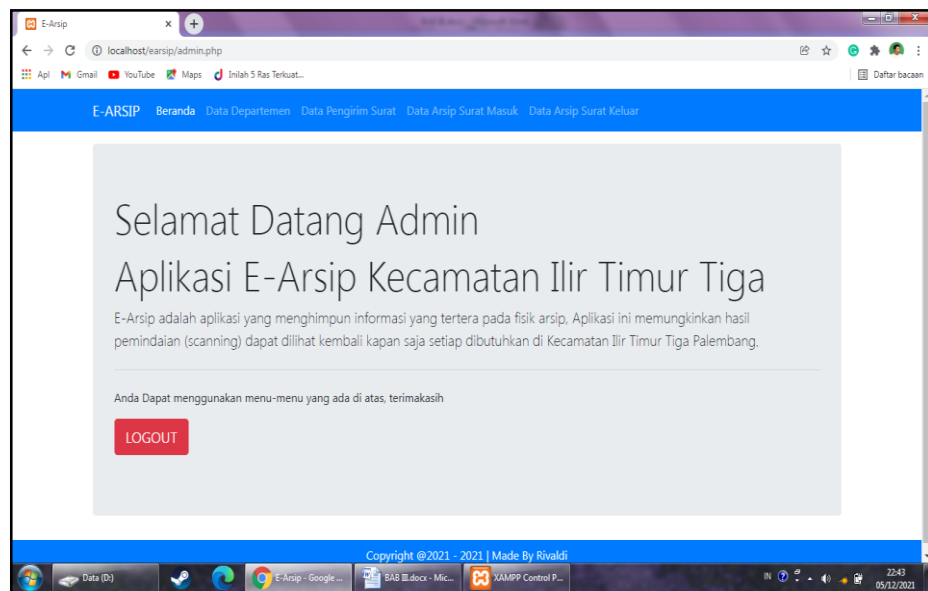 E-Arsip
localhost/earsip/admin.php
Apl Gmail YouTube Maps Inilah 5 Ras Terkuat... Daftar bacaan
E-ARSIP Beranda Data Departemen Data Pengirim Surat Data Arsip Surat Masuk Data Arsip Surat Keluar
Selamat Datang Admin
Aplikasi E-Arsip Kecamatan Ilir Timur Tiga
E-Arsip adalah aplikasi yang menghimpun informasi yang tertera pada fisik arsip, Aplikasi ini memungkinkan hasil
pemindaian (scanning) dapat dilihat kembali kapan saja setiap dibutuhkan di Kecamatan Ilir Timur Tiga Palembang.
Anda Dapat menggunakan menu-menu yang ada di atas, terimakasih
LOGOUT
Copyright @2021 - 2021 | Made By Rivaldi
Data (D:) E-Arsip - Google ... BAB III.docx - Mic... XAMPP Control P... IN 22:43
05/12/2021